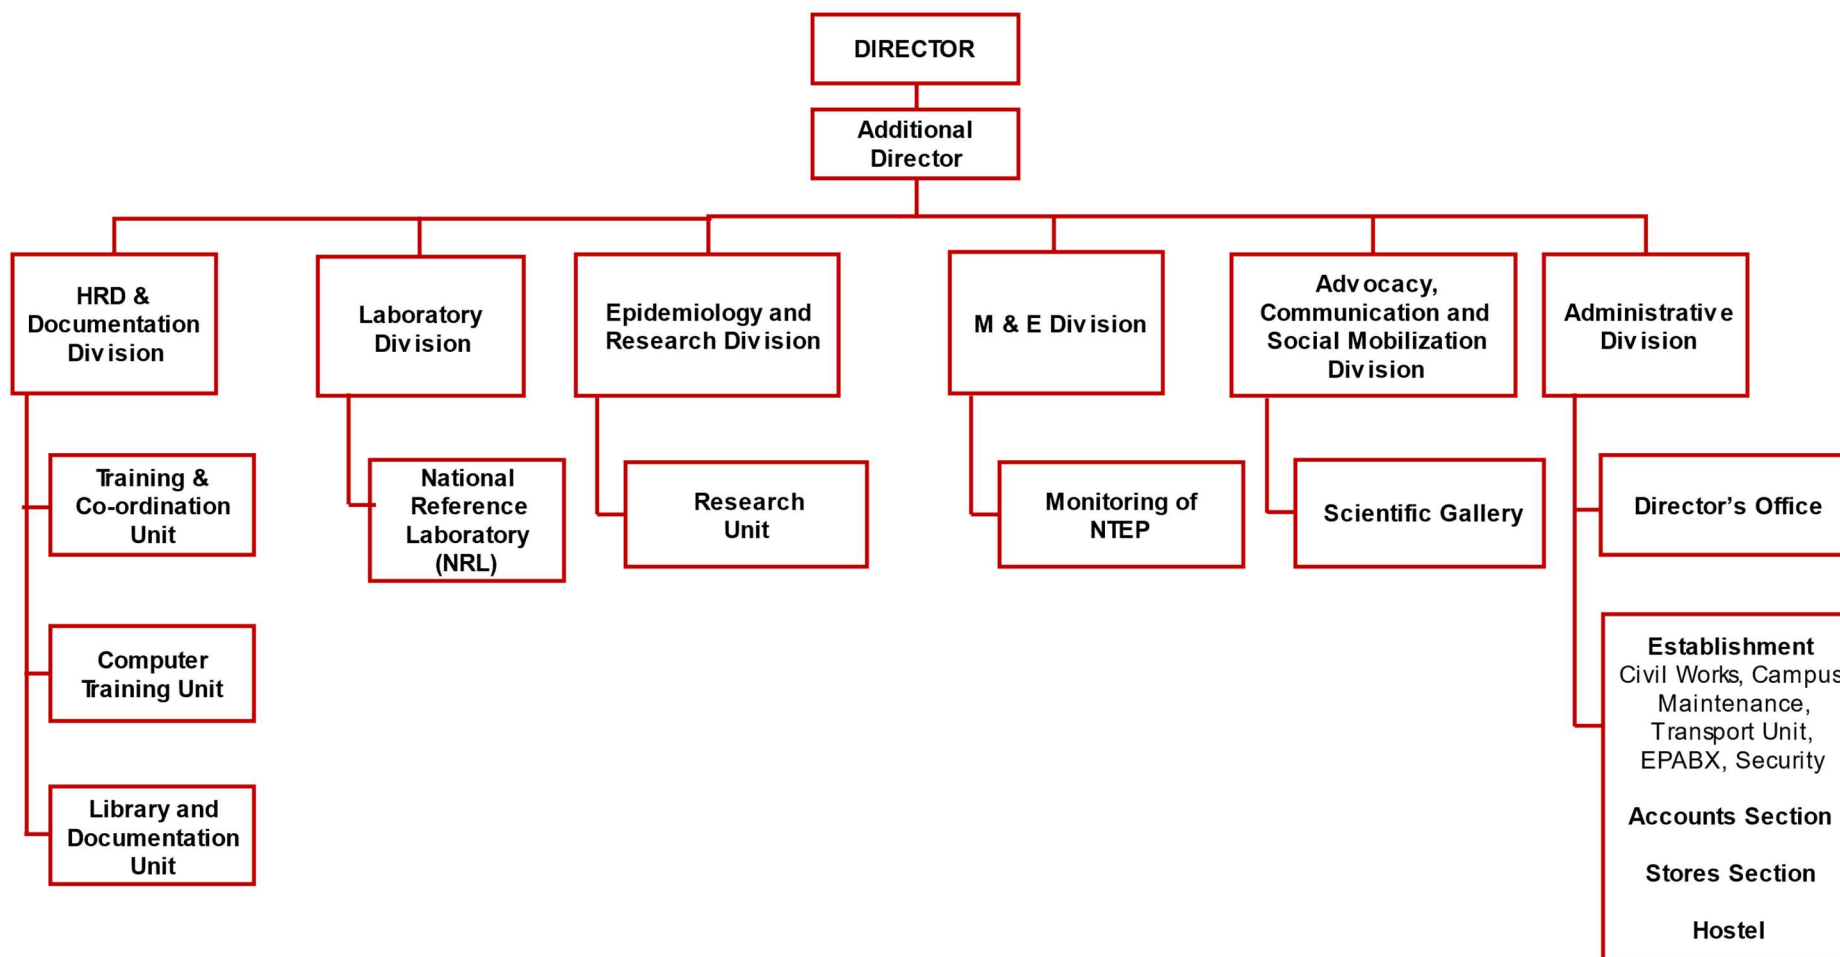 DIRECTOR
Additional
Director
HRD &
Documentation
Division
Laboratory
Division
Epidemiology and
Research Division
M & E Division
Advocacy,
Communication and
Social Mobilization
Division
Administrative
Division
Training &
Co-ordination
Unit
National
Reference
Laboratory
(NRL)
Research
Unit
Monitoring of
NTEP
Scientific Gallery
Director’s Office
Computer
Training Unit
Establishment
Civil Works, Campus
Maintenance,
Transport Unit,
EPABX, Security
Library and
Documentation
Unit
Accounts Section
Stores Section
Hostel